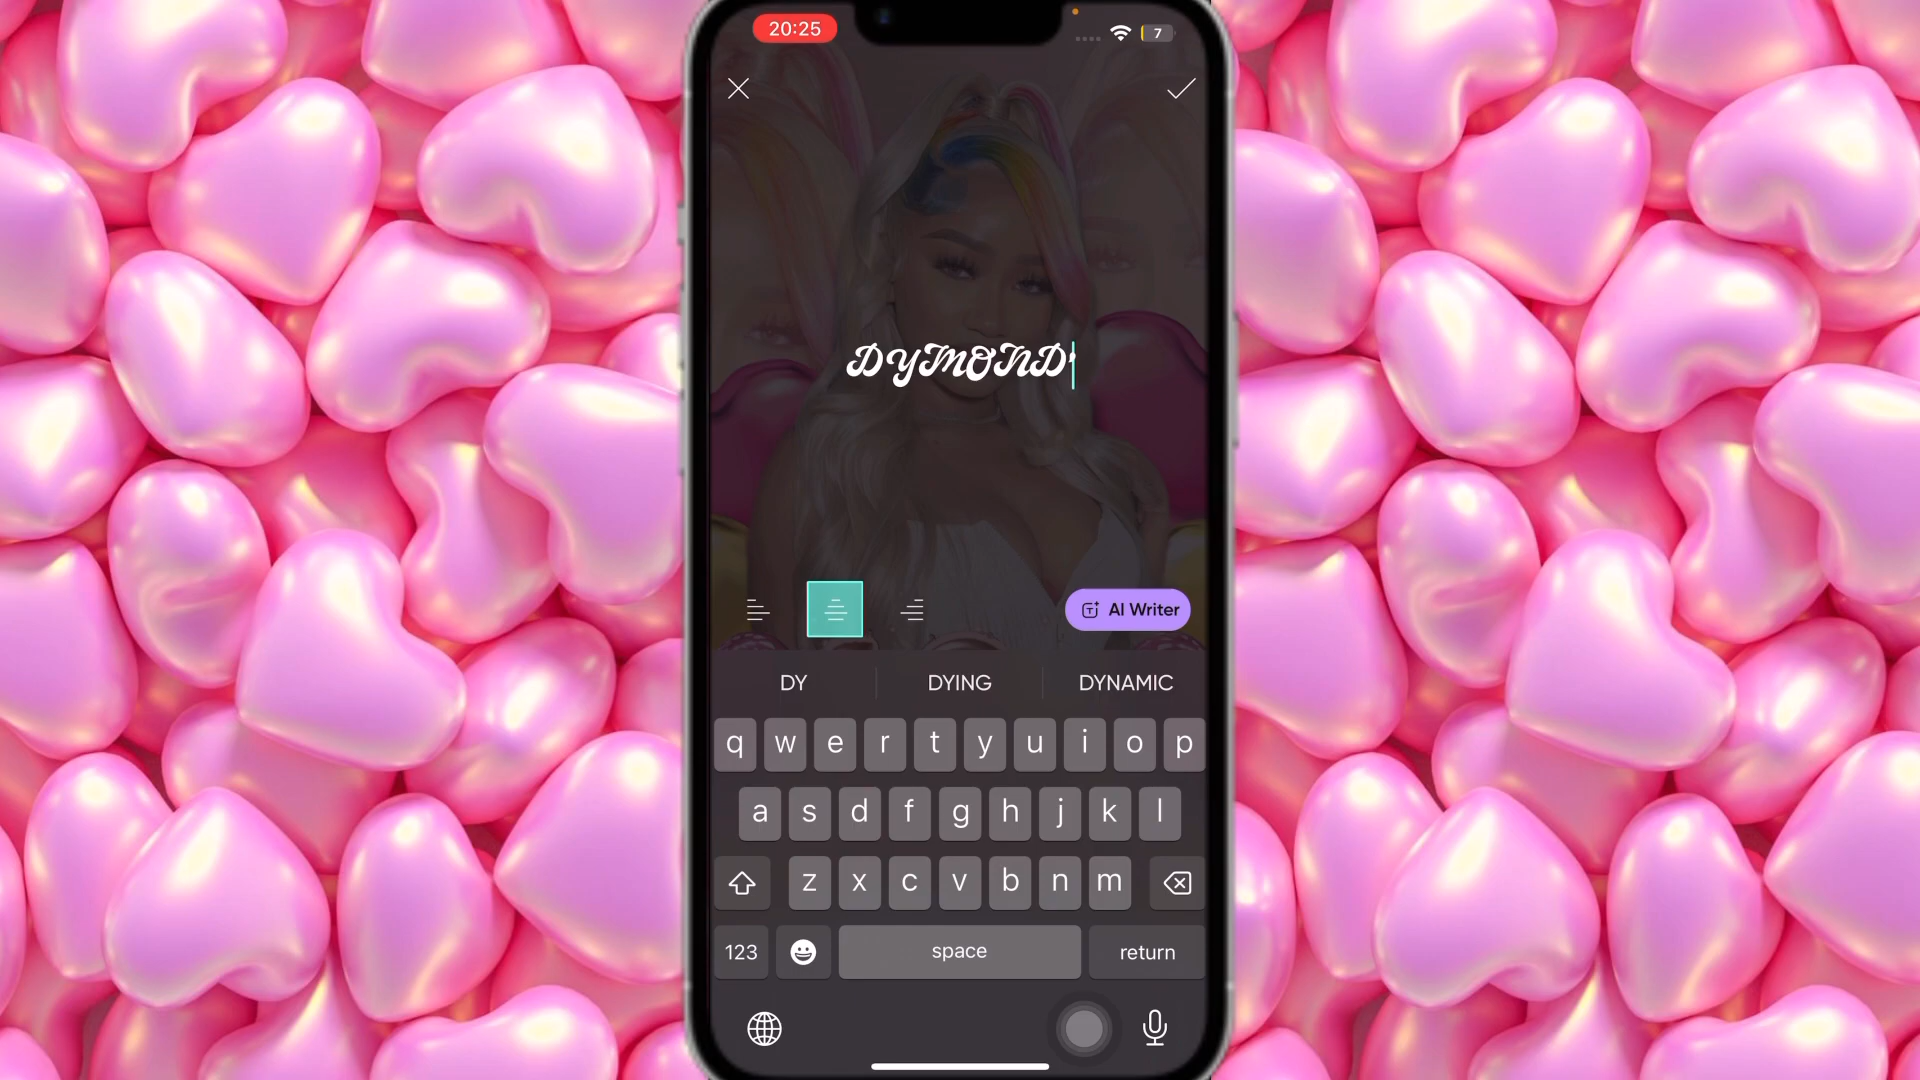 20:25
7
DYMOND'
AI Writer
DY DYING DYNAMIC
q w e r t y u i o p
a s d f g h j k l
z x c v b n m
123 space return